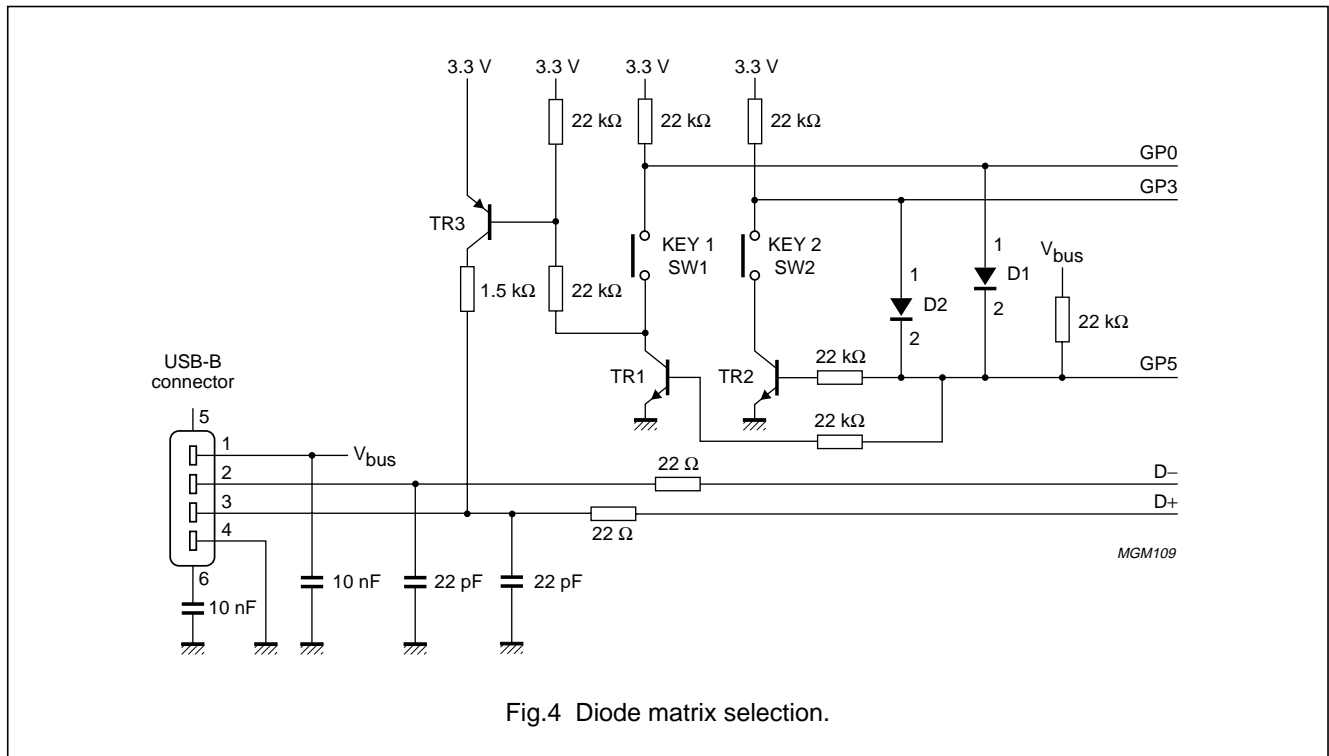 3.3 V 3.3 V 3.3 V 3.3 V
22 kΩ 22 kΩ 22 kΩ
GP0
GP3
TR3
KEY 1
SW1
KEY 2
SW2
1
D2
2
1
D1
2
Vbus
22 kΩ
1.5 kΩ 22 kΩ
USB-B
connector
TR1 TR2
22 kΩ
GP5
22 kΩ
5
1
Vbus
2
22 Ω
D−
3
22 Ω
D+
4
MGM109
6
10 nF
10 nF
22 pF
22 pF
Fig.4 Diode matrix selection.